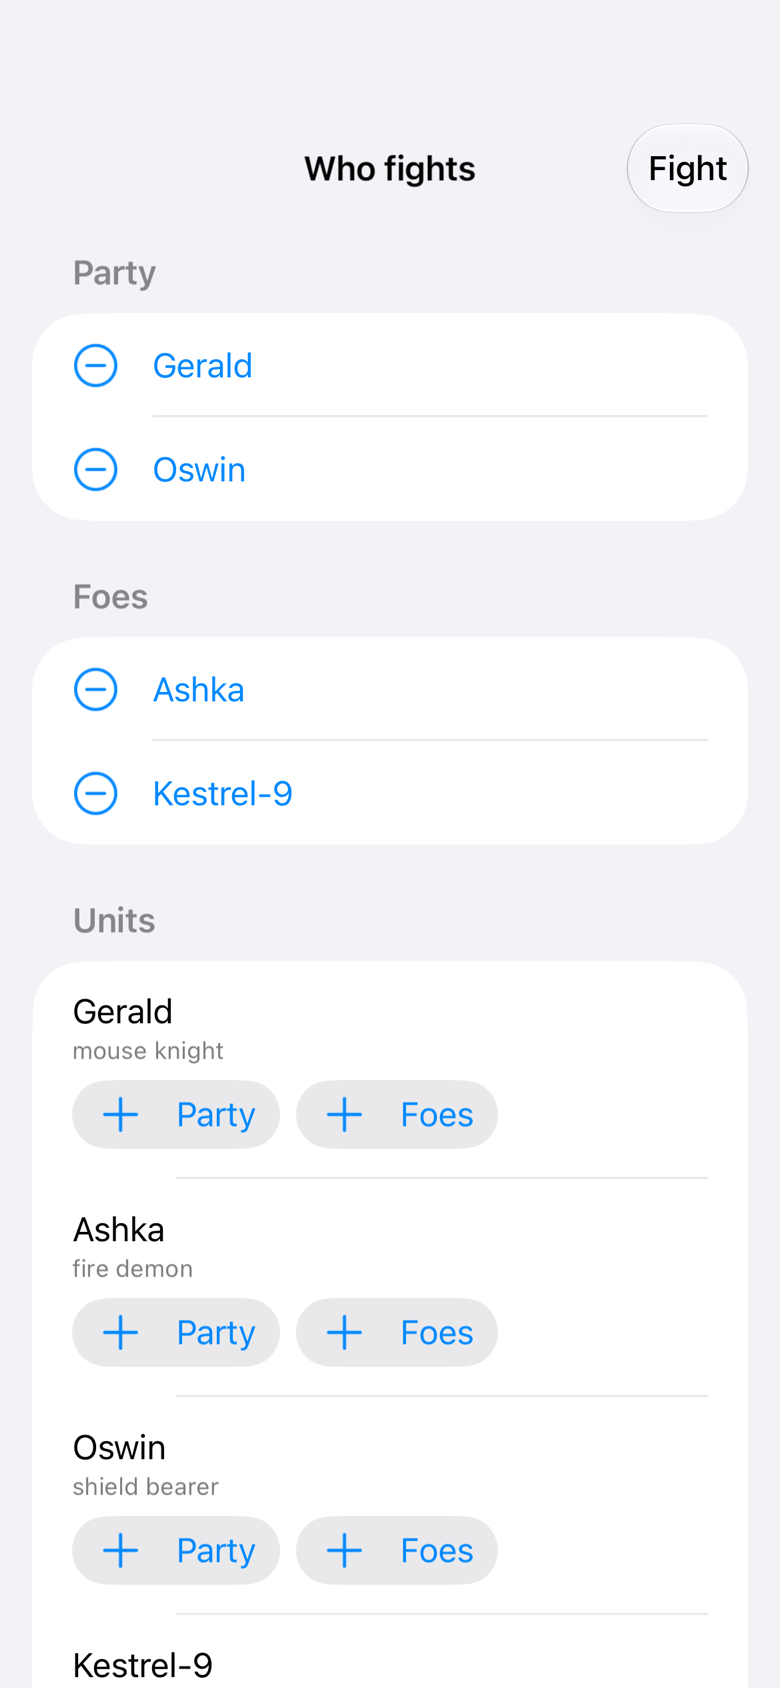 Who fights
Fight
Party
Gerald
Oswin
Foes
Ashka
Kestrel-9
Units
Gerald
mouse knight
Party Foes
Ashka
fire demon
Party Foes
Oswin
shield bearer
Party Foes
Kestrel-9